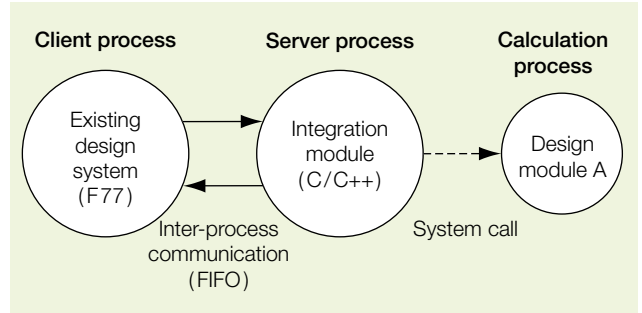 Client process
Server process
Calculation
process
Existing
design
system
(F77)
Integration
module
(C/C++)
Design
module A
Inter-process
communication
(FIFO)
System call